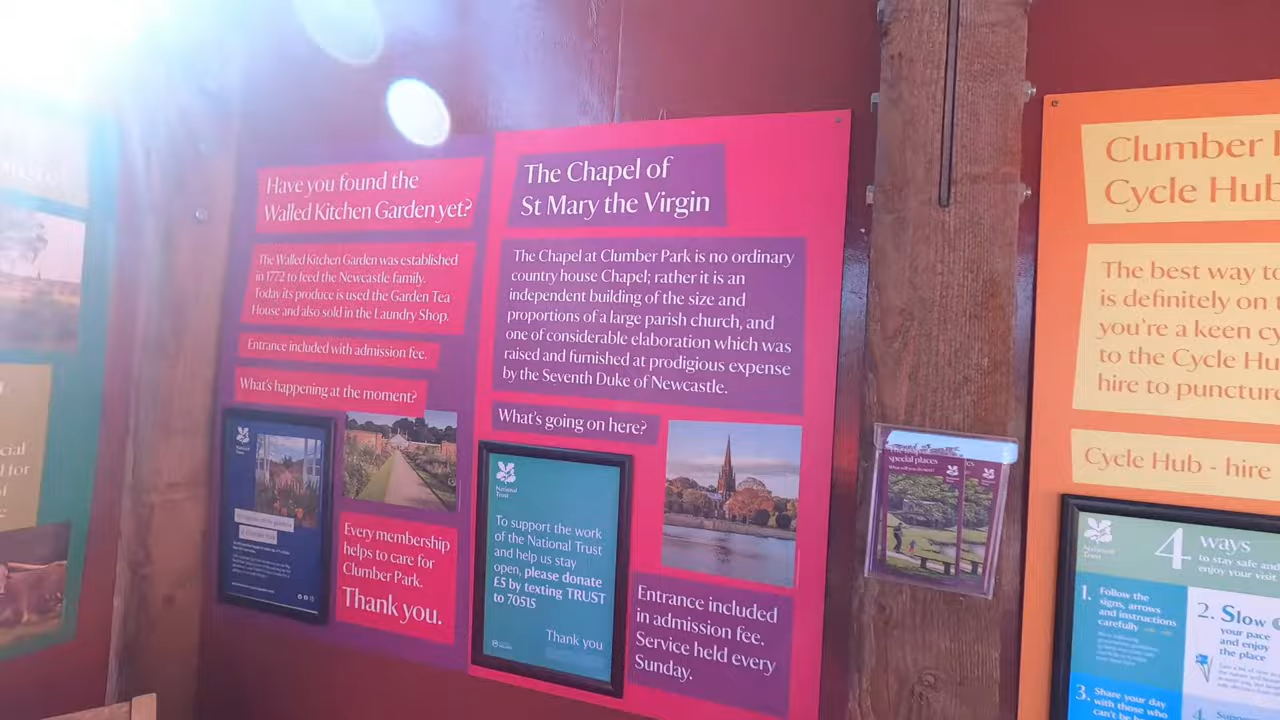 Have you found the
Walled Kitchen Garden yet?
The Walled Kitchen Garden was established
in 1772 to feed the Newcastle family.
Today its produce is used the Garden Tea
House and also sold in the Laundry Shop.
Entrance included with admission fee.
What's happening at the moment?
National
Trust
Every membership
helps to care for
Clumber Park.
Thank you.
The Chapel of
St Mary the Virgin
The Chapel at Clumber Park is no ordinary
country house Chapel; rather it is an
independent building of the size and
proportions of a large parish church, and
one of considerable elaboration which was
raised and furnished at prodigious expense
by the Seventh Duke of Newcastle.
What's going on here?
National
Trust
To support the work
of the National Trust
and help us stay
open, please donate
£5 by texting TRUST
to 70515
Thank you
Entrance included
in admission fee.
Service held every
Sunday.
special places
Clumber
Cycle Hub
The best way to
is definitely on
you're a keen cy
to the Cycle Hu
hire to puncture
Cycle Hub - hire
National
Trust
4 ways
to stay safe and
enjoy your visit
1. Follow the
signs, arrows
and instructions
carefully
2. Slow
your pace
and enjoy
the place
3. Share your day
with those who
can't be
cial
for